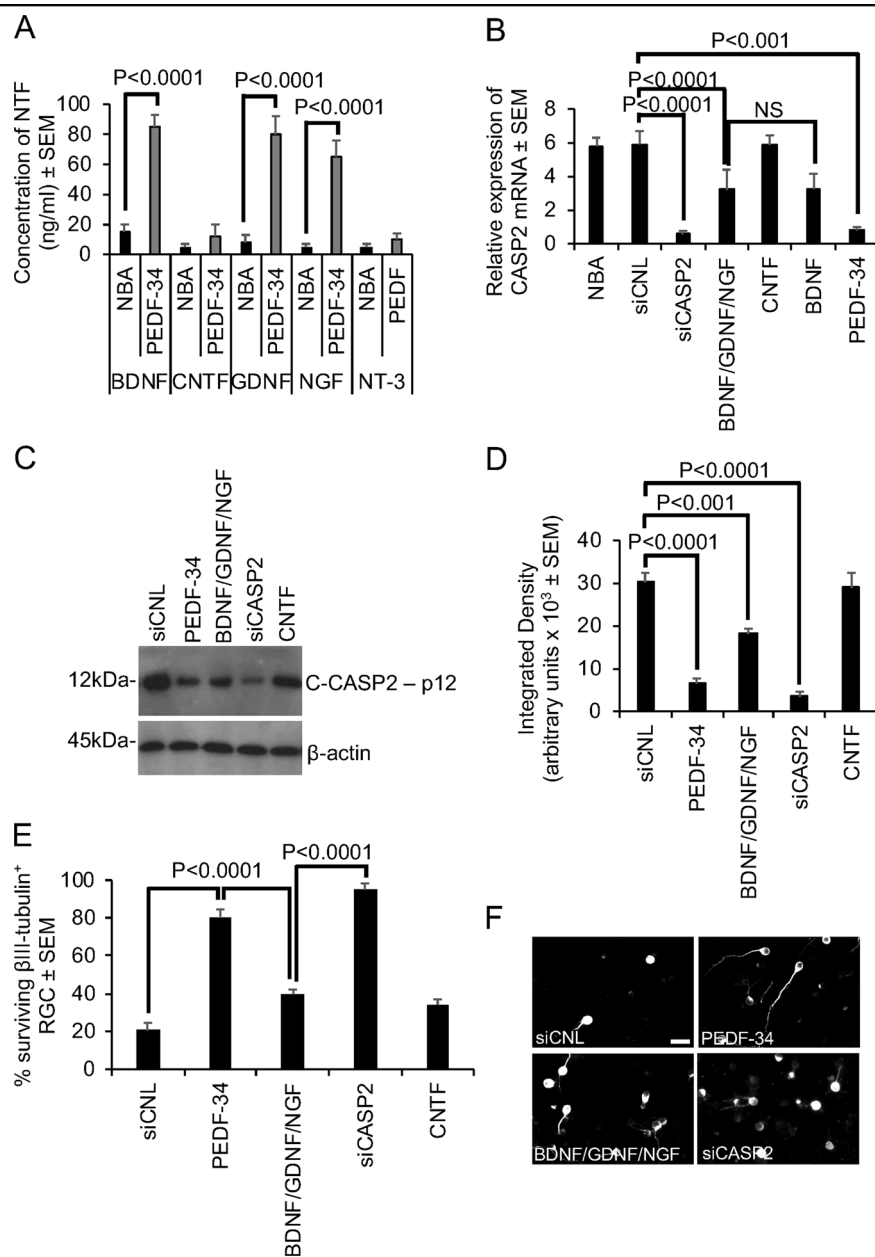 A
P<0.0001
P<0.0001
P<0.0001
Concentration of NTF
(ng/ml) ± SEM
100
80
60
40
20
0
NBA
PEDF-34
NBA
PEDF-34
NBA
PEDF-34
NBA
PEDF-34
NBA
PEDF
BDNF
CNTF
GDNF
NGF
NT-3
B
P<0.001
P<0.0001
P<0.0001
NS
Relative expression of
CASP2 mRNA ± SEM
8
6
4
2
0
NBA
siCNL
siCASP2
BDNF/GDNF/NGF
CNTF
BDNF
PEDF-34
C
siCNL
PEDF-34
BDNF/GDNF/NGF
siCASP2
CNTF
12kDa-
C-CASP2 – p12
45kDa-
β-actin
D
P<0.0001
P<0.001
P<0.0001
Integrated Density
(arbitrary units x 10³ ± SEM)
40
30
20
10
0
siCNL
PEDF-34
BDNF/GDNF/NGF
siCASP2
CNTF
E
P<0.0001
P<0.0001
% surviving βIII-tubulin⁺
RGC ± SEM
100
80
60
40
20
0
siCNL
PEDF-34
BDNF/GDNF/NGF
siCASP2
CNTF
F
siCNL
PEDF-34
BDNF/GDNF/NGF
siCASP2